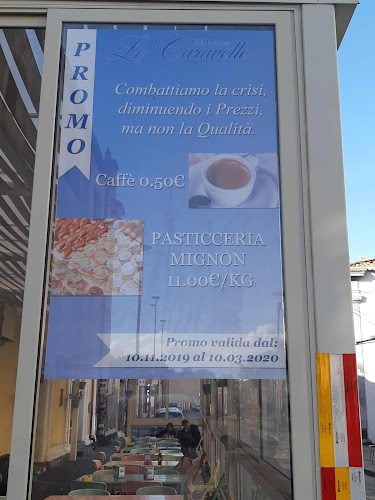 PROMO
Le Caravelle
Combattiamo la crisi,
diminuendo i Prezzi,
ma non la Qualità.
Caffè 0.50€
PASTICCERIA
MIGNON
11.00€/KG
Promo valida dal:
10.11.2019 al 10.03.2020